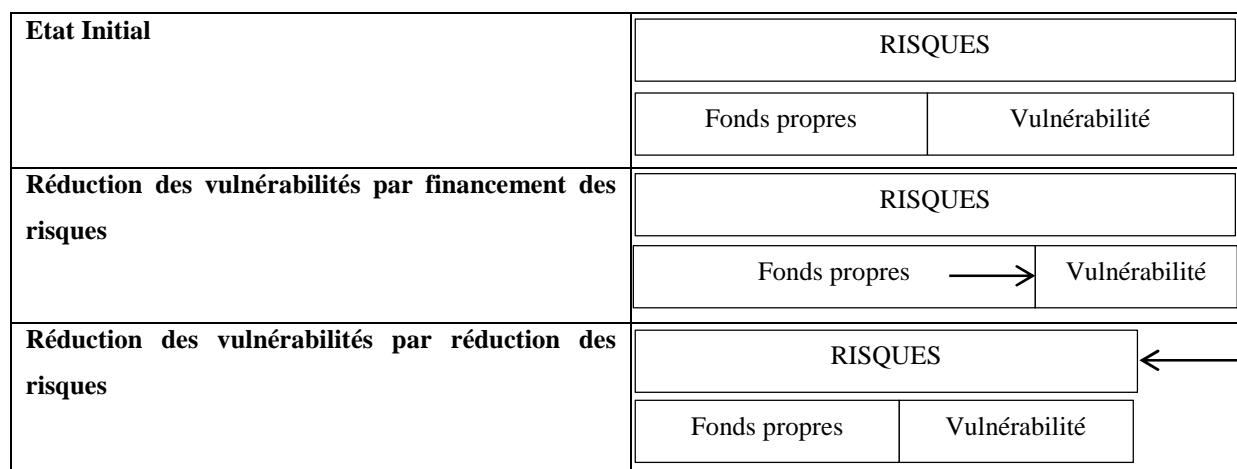 Etat Initial
RISQUES
Fonds propres Vulnérabilité
Réduction des vulnérabilités par financement des
risques
RISQUES
Fonds propres Vulnérabilité
Réduction des vulnérabilités par réduction des
risques
RISQUES
Fonds propres Vulnérabilité